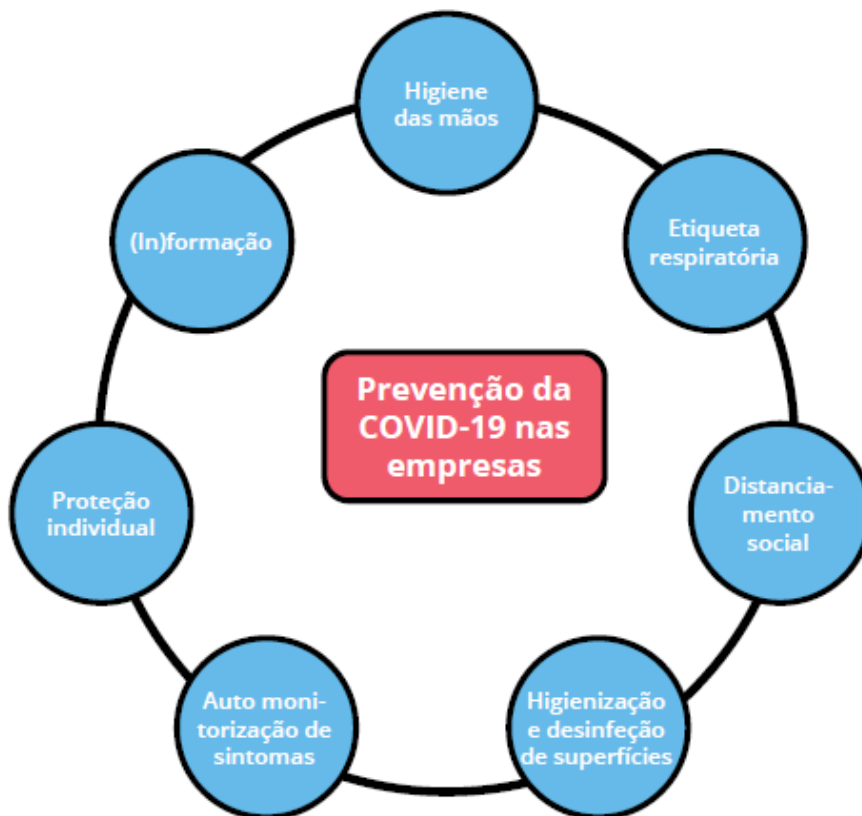 Higiene
das mãos
Etiqueta
respiratória
Distancia-
mento
social
Higienização
e desinfeção
de superfícies
Auto moni-
torização de
sintomas
Proteção
individual
(In)formação
Prevenção da
COVID-19 nas
empresas